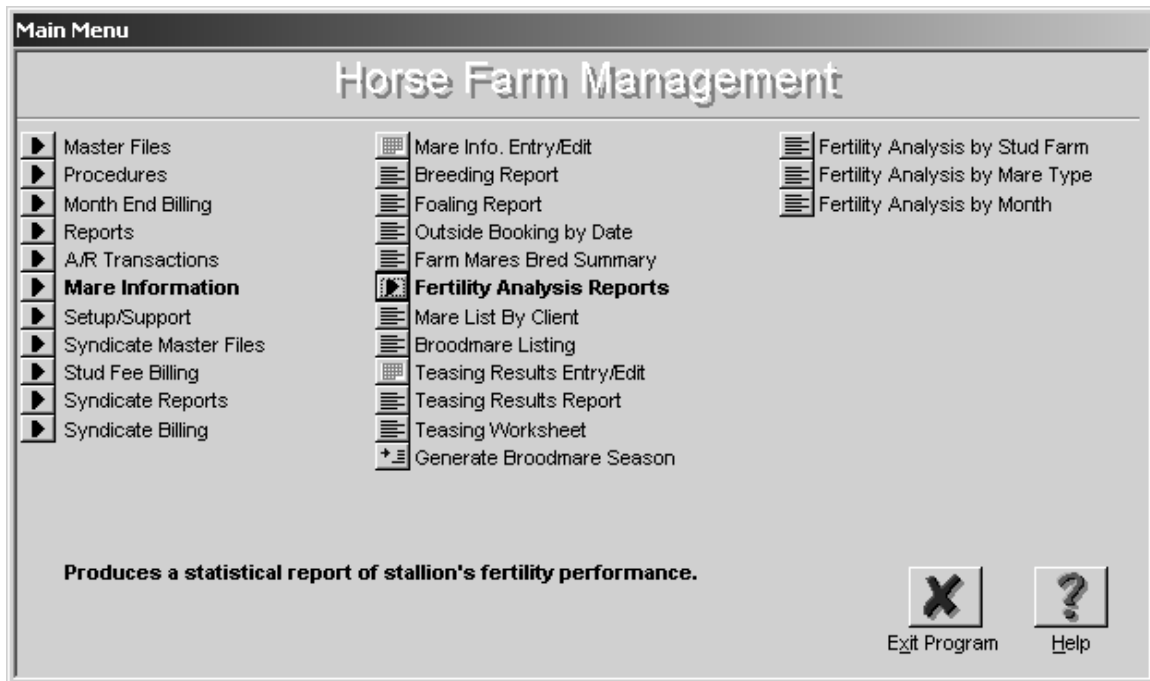 Main Menu
Horse Farm Management
Master Files
Procedures
Month End Billing
Reports
A/R Transactions
Mare Information
Setup/Support
Syndicate Master Files
Stud Fee Billing
Syndicate Reports
Syndicate Billing
Mare Info. Entry/Edit
Breeding Report
Foaling Report
Outside Booking by Date
Farm Mares Bred Summary
Fertility Analysis Reports
Mare List By Client
Broodmare Listing
Teasing Results Entry/Edit
Teasing Results Report
Teasing Worksheet
Generate Broodmare Season
Fertility Analysis by Stud Farm
Fertility Analysis by Mare Type
Fertility Analysis by Month
Produces a statistical report of stallion's fertility performance.
Exit Program
Help